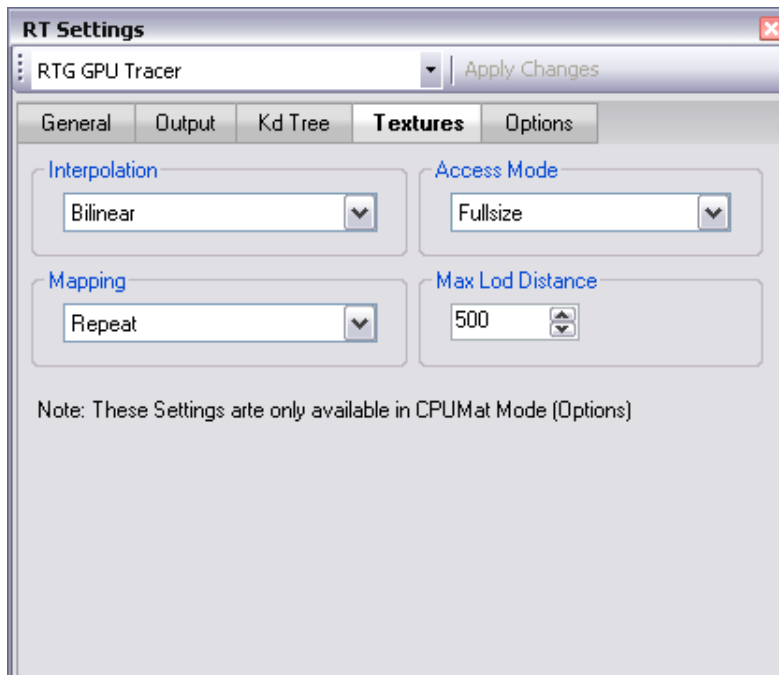 RT Settings
RTG GPU Tracer Apply Changes
General Output Kd Tree Textures Options
Interpolation Access Mode
Bilinear Fullsize
Mapping Max Lod Distance
Repeat 500
Note: These Settings arte only available in CPUMat Mode (Options)